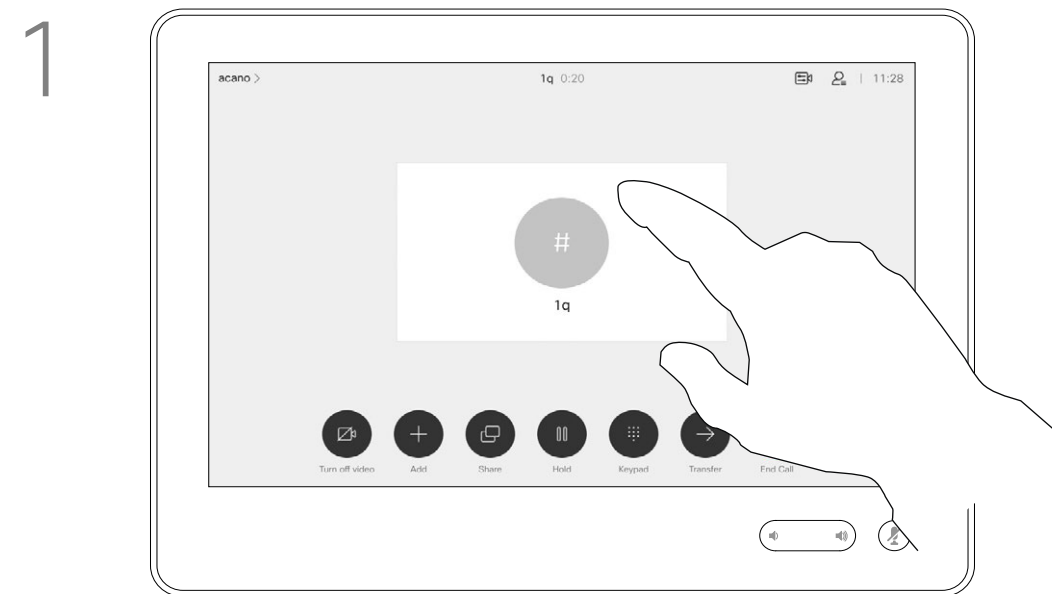 1
acano >
1q 0:20
11:28
#
1q
Turn off video
Add
Share
Hold
Keypad
Transfer
End Call